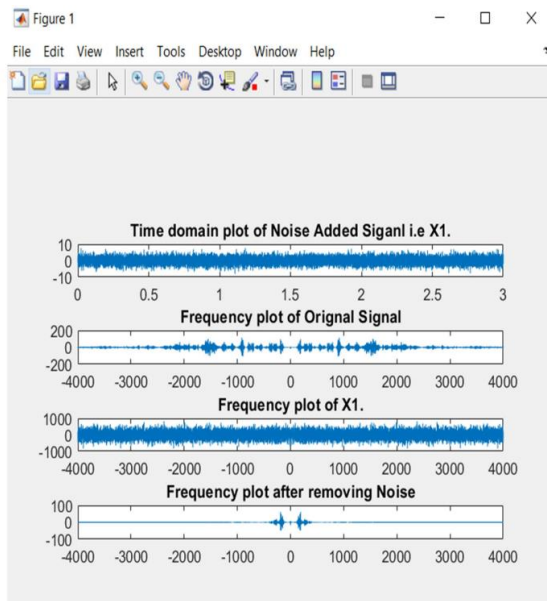 Figure 1
File Edit View Insert Tools Desktop Window Help
Time domain plot of Noise Added Siganl i.e X1.
10
0
-10
0 0.5 1 1.5 2 2.5 3
Frequency plot of Orignal Signal
200
0
-200
-4000 -3000 -2000 -1000 0 1000 2000 3000 4000
Frequency plot of X1.
1000
0
-1000
-4000 -3000 -2000 -1000 0 1000 2000 3000 4000
Frequency plot after removing Noise
100
0
-100
-4000 -3000 -2000 -1000 0 1000 2000 3000 4000